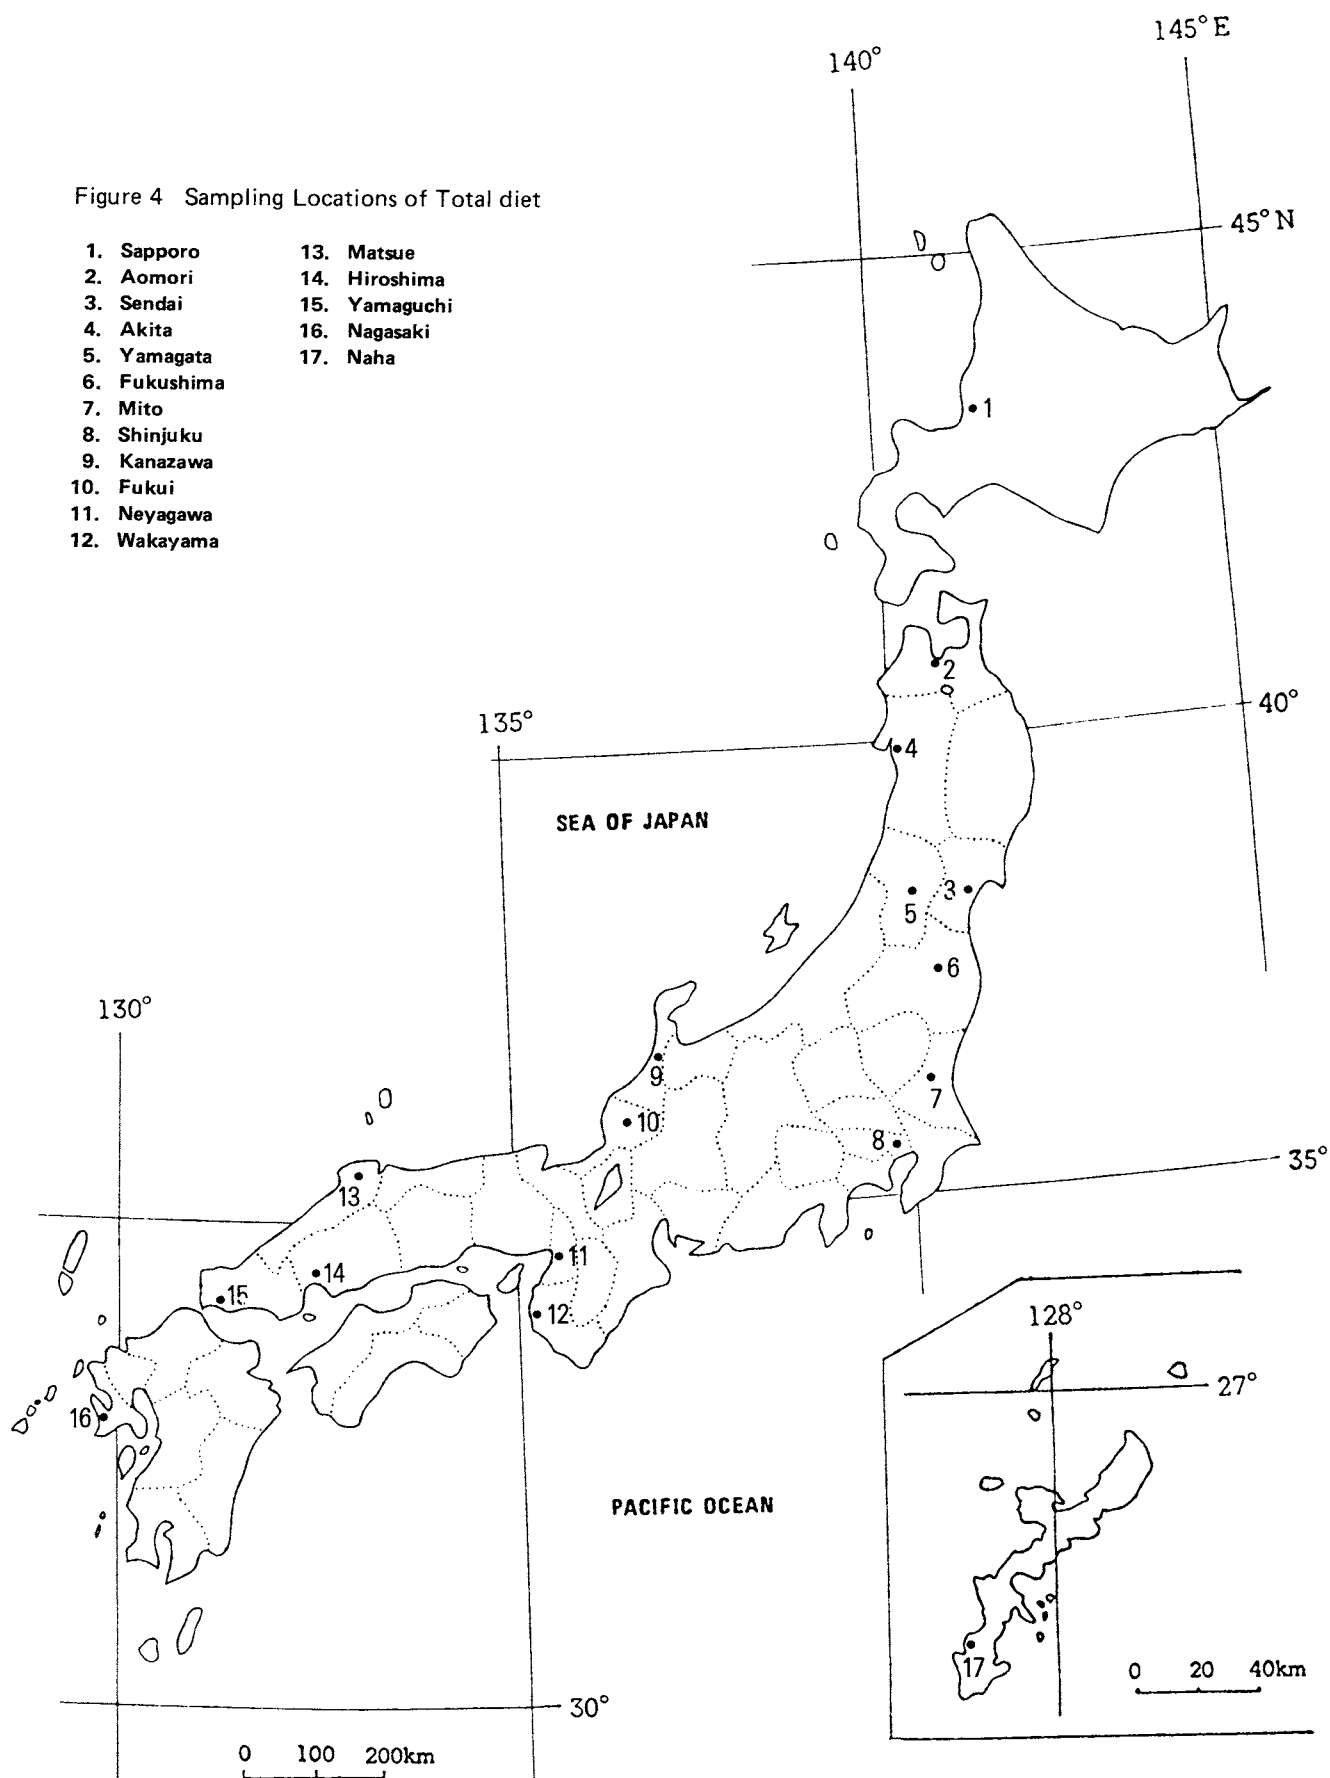 145°E
140°
Figure 4 Sampling Locations of Total diet
45°N
1. Sapporo
2. Aomori
3. Sendai
4. Akita
5. Yamagata
6. Fukushima
7. Mito
8. Shinjuku
9. Kanazawa
10. Fukui
11. Neyagawa
12. Wakayama
13. Matsue
14. Hiroshima
15. Yamaguchi
16. Nagasaki
17. Naha
1
2
40°
135°
4
SEA OF JAPAN
3
5
6
130°
9
7
10
8
35°
13
11
14
15
12
128°
27°
16
PACIFIC OCEAN
17
0 20 40km
30°
0 100 200km